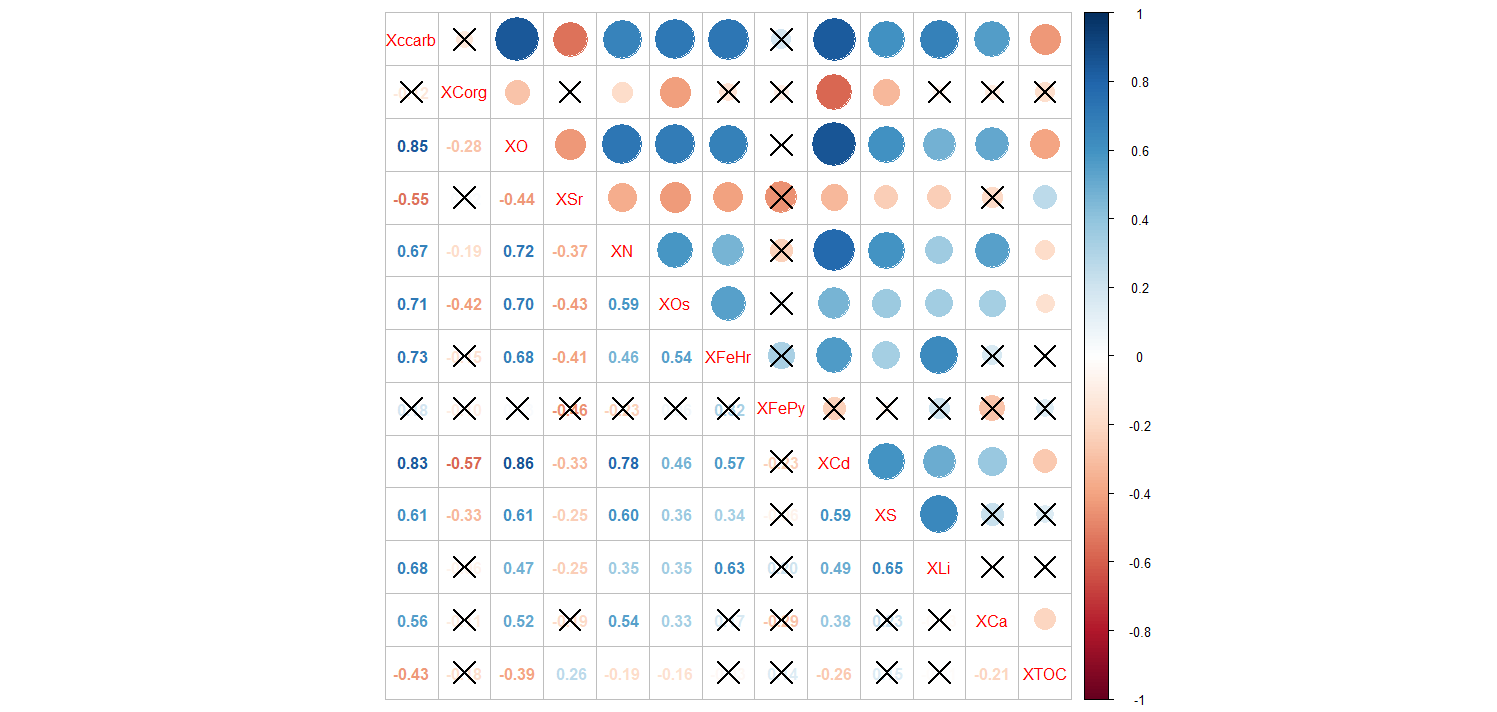 Xccarb 1
XCorg 0.8
0.85 -0.28 XO 0.6
-0.55 -0.44 XSr
0.67 -0.19 0.72 -0.37 XN 0.4
0.71 -0.42 0.70 -0.43 0.59 XOs 0.2
0.73 0.68 -0.41 0.46 0.54 XFeHr 0
-0.46 XFePy -0.2
0.83 -0.57 0.86 -0.33 0.78 0.46 0.57 XCd
0.61 -0.33 0.61 -0.25 0.60 0.36 0.34 0.59 XS -0.4
0.68 0.47 -0.25 0.35 0.35 0.63 0.49 0.65 XLi -0.6
0.56 0.52 0.54 0.33 0.38 XCa -0.8
-0.43 -0.39 0.26 -0.19 -0.16 -0.26 -0.21 XTOC
-1